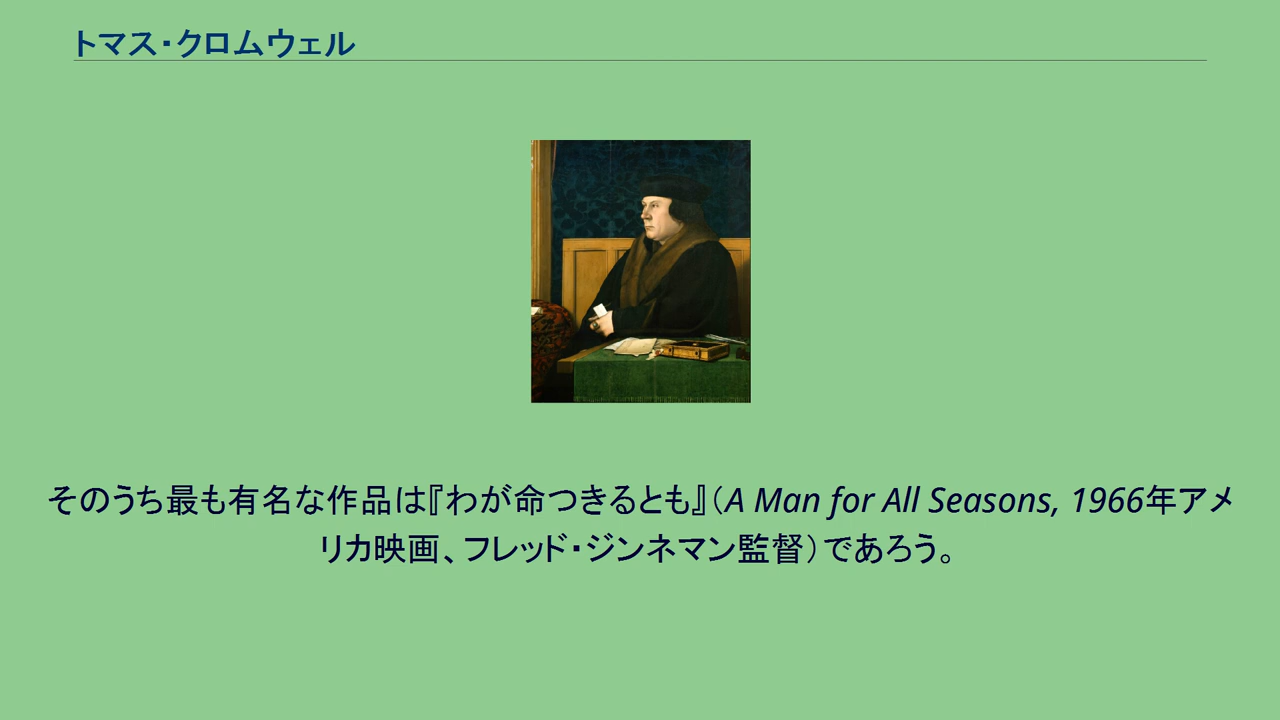 トマス・クロムウェル
そのうち最も有名な作品は『わが命つきるとも』（A Man for All Seasons, 1966年アメ
リカ映画、フレッド・ジンネマン監督）であろう。